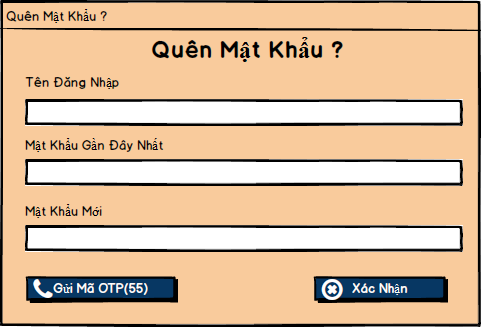 Quên Mật Khẩu ?
Quên Mật Khẩu ?
Tên Đăng Nhập
Mật Khẩu Gần Đây Nhất
Mật Khẩu Mới
Gửi Mã OTP(55)
Xác Nhận